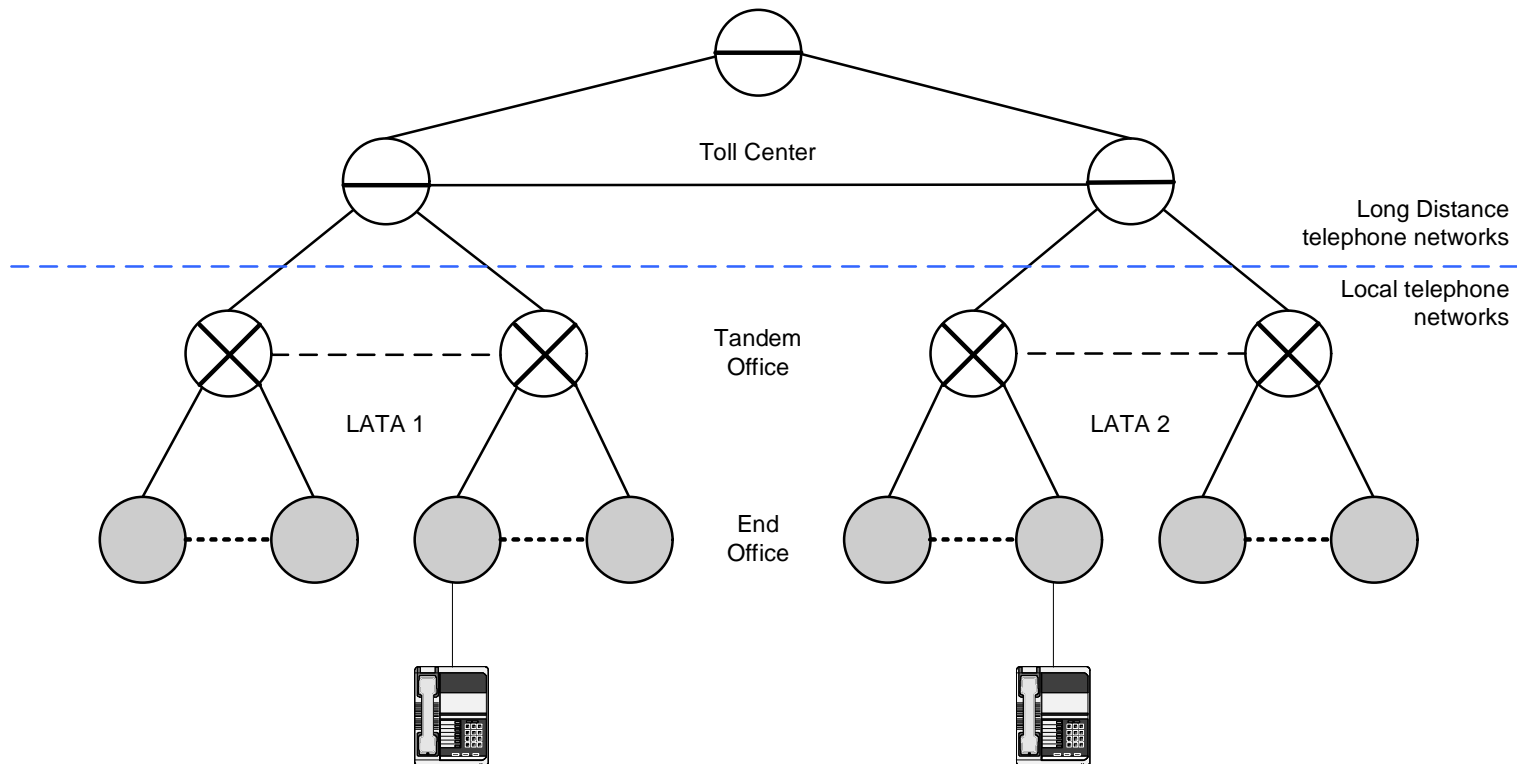 Toll Center
Long Distance
telephone networks
Local telephone
networks
Tandem
Office
LATA 1
LATA 2
End
Office